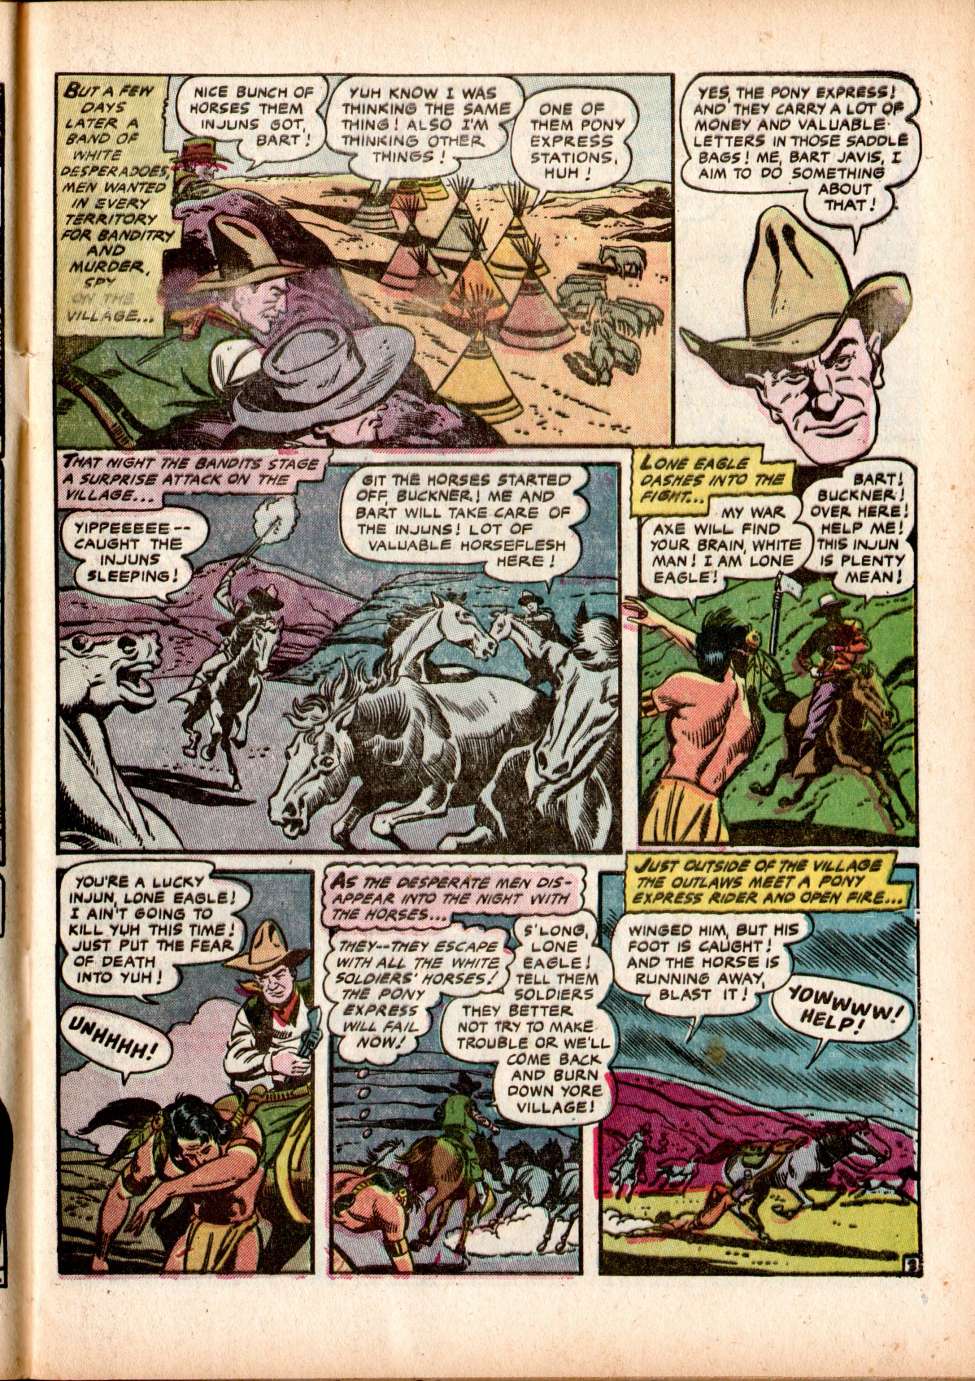 BUT A FEW
DAYS
LATER A
BAND OF
WHITE
DESPERADOES,
MEN WANTED
IN EVERY
TERRITORY
FOR BANDITRY
AND
MURDER,
SPY
ON THE
VILLAGE...
NICE BUNCH OF
HORSES THEM
INJUNS GOT,
BART!
YUH KNOW I WAS
THINKING THE SAME
THING! ALSO I'M
THINKING OTHER
THINGS!
ONE OF
THEM PONY
EXPRESS
STATIONS,
HUH!
YES, THE PONY EXPRESS!
AND THEY CARRY A LOT OF
MONEY AND VALUABLE
LETTERS IN THOSE SADDLE
BAGS! ME, BART JAVIS, I
AIM TO DO SOMETHING
ABOUT
THAT!
THAT NIGHT THE BANDITS STAGE
A SURPRISE ATTACK ON THE
VILLAGE...
YIPPEEEEE--
CAUGHT THE
INJUNS
SLEEPING!
GIT THE HORSES STARTED
OFF, BUCKNER! ME AND
BART WILL TAKE CARE OF
THE INJUNS! LOT OF
VALUABLE HORSEFLESH
HERE!
LONE EAGLE
DASHES INTO THE
FIGHT...
MY WAR
AXE WILL FIND
YOUR BRAIN, WHITE
MAN! I AM LONE
EAGLE!
BART!
BUCKNER!
OVER HERE!
HELP ME!
THIS INJUN
IS PLENTY
MEAN!
YOU'RE A LUCKY
INJUN, LONE EAGLE!
I AIN'T GOING TO
KILL YUH THIS TIME!
JUST PUT THE FEAR
OF DEATH
INTO YUH!
UNHHHH!
AS THE DESPERATE MEN DIS-
APPEAR INTO THE NIGHT WITH
THE HORSES...
THEY--THEY ESCAPE
WITH ALL THE WHITE
SOLDIERS' HORSES!
THE PONY
EXPRESS
WILL FAIL
NOW!
S'LONG,
LONE
EAGLE!
TELL THEM
SOLDIERS
THEY BETTER
NOT TRY TO MAKE
TROUBLE OR WE'LL
COME BACK
AND BURN
DOWN YORE
VILLAGE!
JUST OUTSIDE OF THE VILLAGE
THE OUTLAWS MEET A PONY
EXPRESS RIDER AND OPEN FIRE...
WINGED HIM, BUT HIS
FOOT IS CAUGHT!
AND THE HORSE IS
RUNNING AWAY,
BLAST IT!
YOWWWW!
HELP!